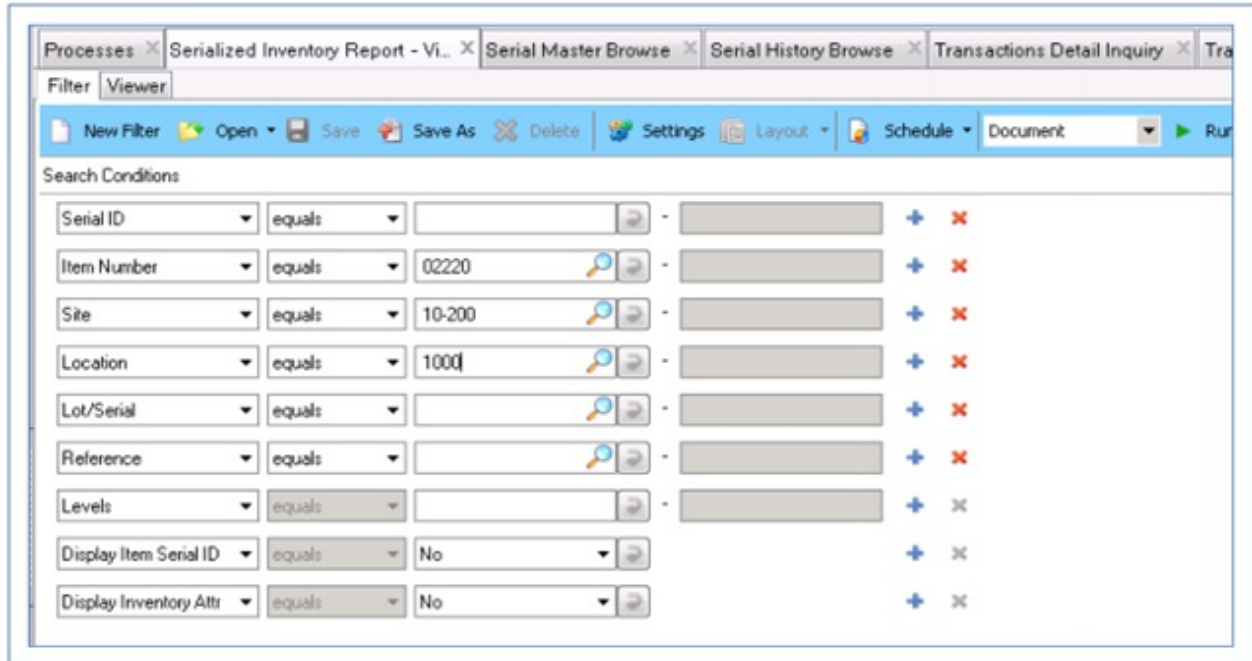 Processes Serialized Inventory Report - Vi... Serial Master Browse Serial History Browse Transactions Detail Inquiry Tra
Filter Viewer
New Filter Open Save Save As Delete Settings Layout Schedule Document Run
Search Conditions
Serial ID equals -
Item Number equals 02220 -
Site equals 10-200 -
Location equals 1000 -
Lot/Serial equals -
Reference equals -
Levels equals -
Display Item Serial ID equals No
Display Inventory Attr equals No